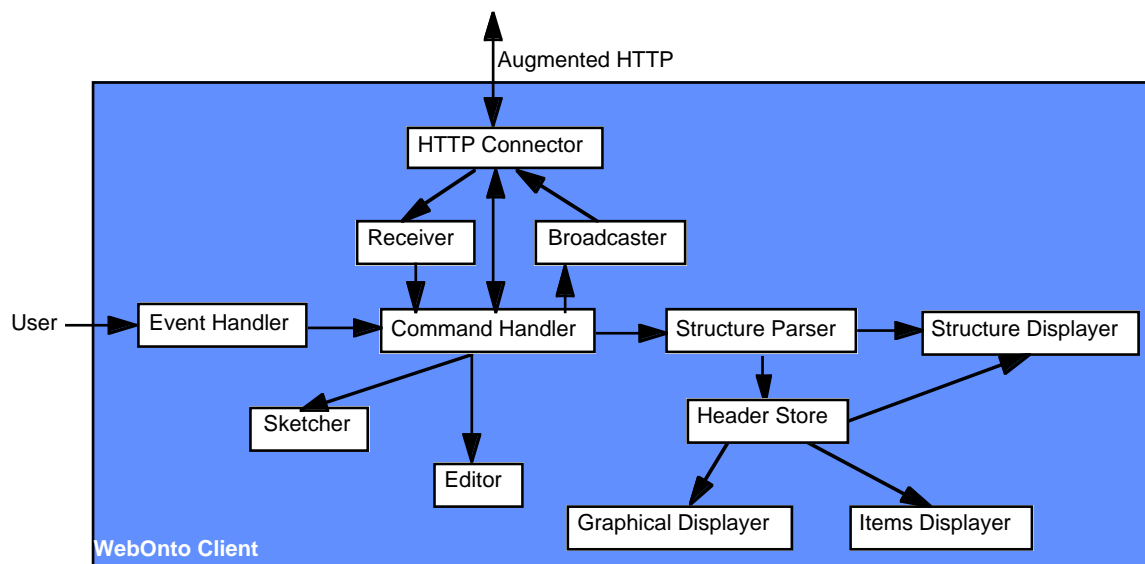 Augmented HTTP
HTTP Connector
Receiver
Broadcaster
User
Event Handler
Command Handler
Structure Parser
Structure Displayer
Sketcher
Header Store
Editor
Graphical Displayer
Items Displayer
WebOnto Client